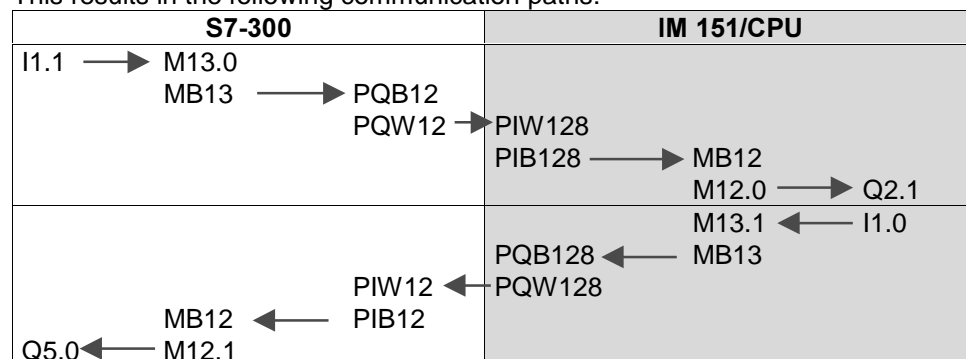 This results in the following communication paths:
S7-300 IM 151/CPU
I1.1 M13.0
MB13 PQB12
PQW12 PIW128
PIB128 MB12
M12.0 Q2.1
M13.1 I1.0
PQB128 MB13
PIW12 PQW128
MB12 PIB12
Q5.0 M12.1